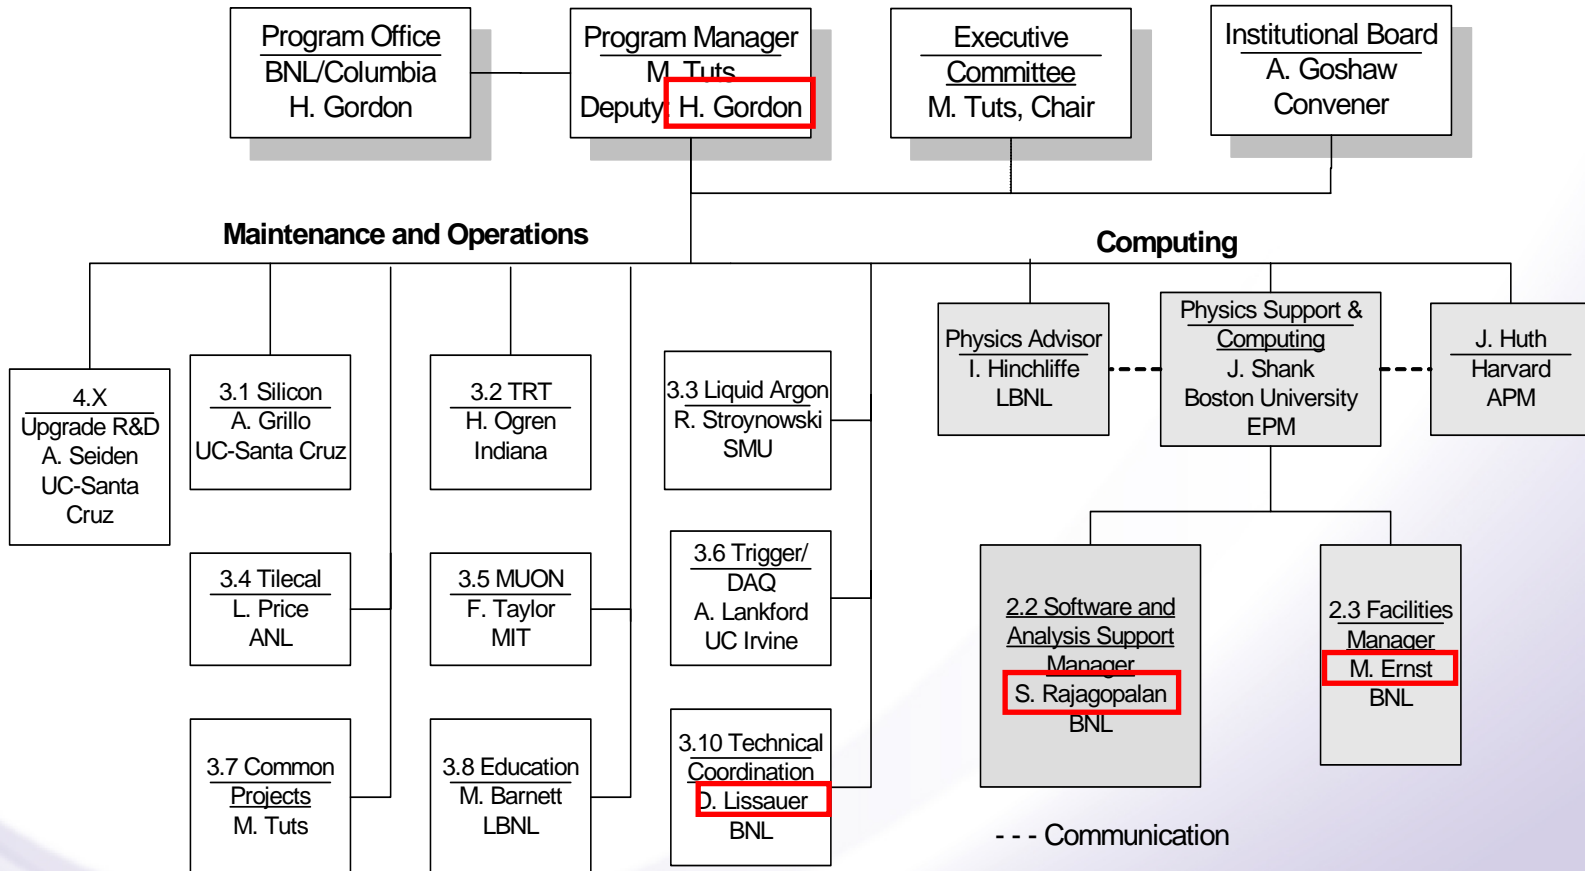 Program Office
BNL/Columbia
H. Gordon
Program Manager
M. Tuts
Deputy: H. Gordon
Executive
Committee
M. Tuts, Chair
Institutional Board
A. Goshaw
Convener
Maintenance and Operations
Computing
4.X
Upgrade R&D
A. Seiden
UC-Santa
Cruz
3.1 Silicon
A. Grillo
UC-Santa Cruz
3.2 TRT
H. Ogren
Indiana
3.3 Liquid Argon
R. Stroynowski
SMU
Physics Advisor
I. Hinchliffe
LBNL
Physics Support &
Computing
J. Shank
Boston University
EPM
J. Huth
Harvard
APM
3.4 Tilecal
L. Price
ANL
3.5 MUON
F. Taylor
MIT
3.6 Trigger/
DAQ
A. Lankford
UC Irvine
2.2 Software and
Analysis Support
Manager
S. Rajagopalan
BNL
2.3 Facilities
Manager
M. Ernst
BNL
3.7 Common
Projects
M. Tuts
3.8 Education
M. Barnett
LBNL
3.10 Technical
Coordination
D. Lissauer
BNL
- - - Communication